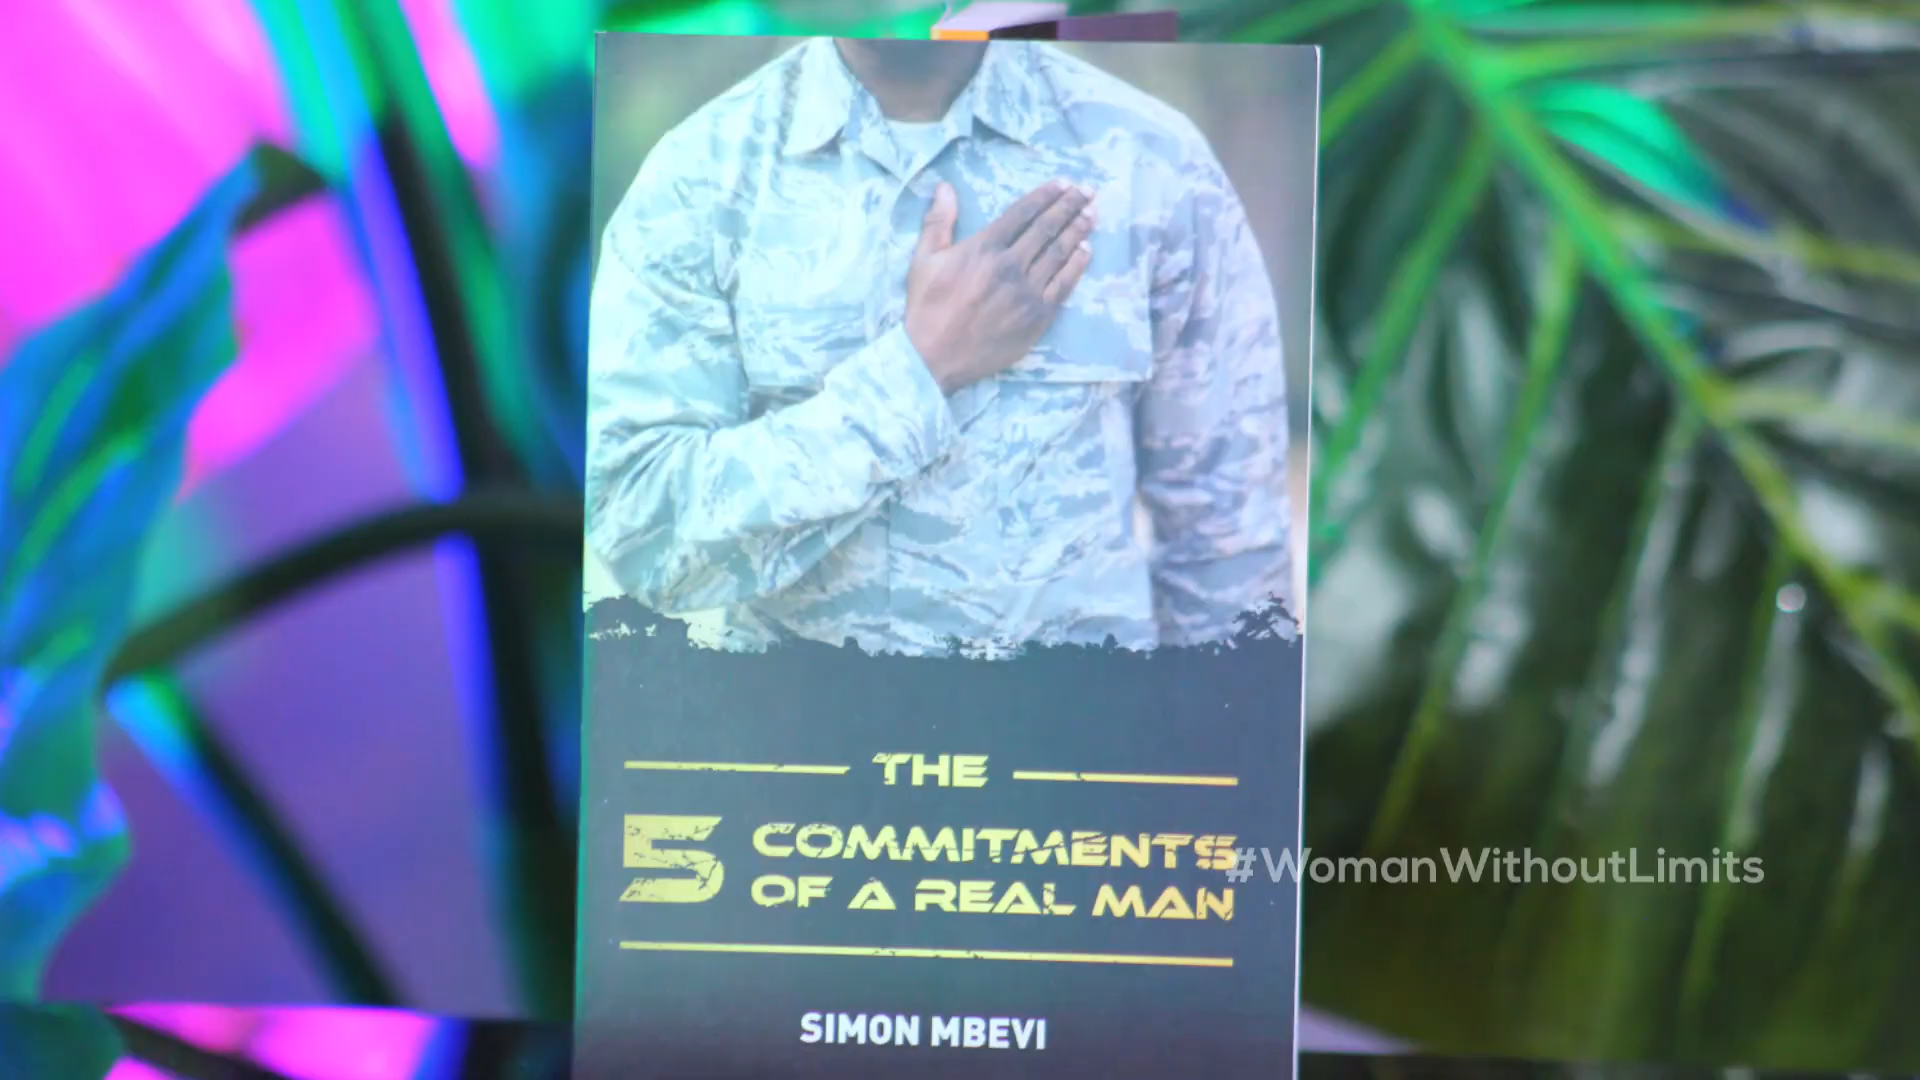 THE
5 COMMITMENTS
OF A REAL MAN
SIMON MBEVI
#WomanWithoutLimits